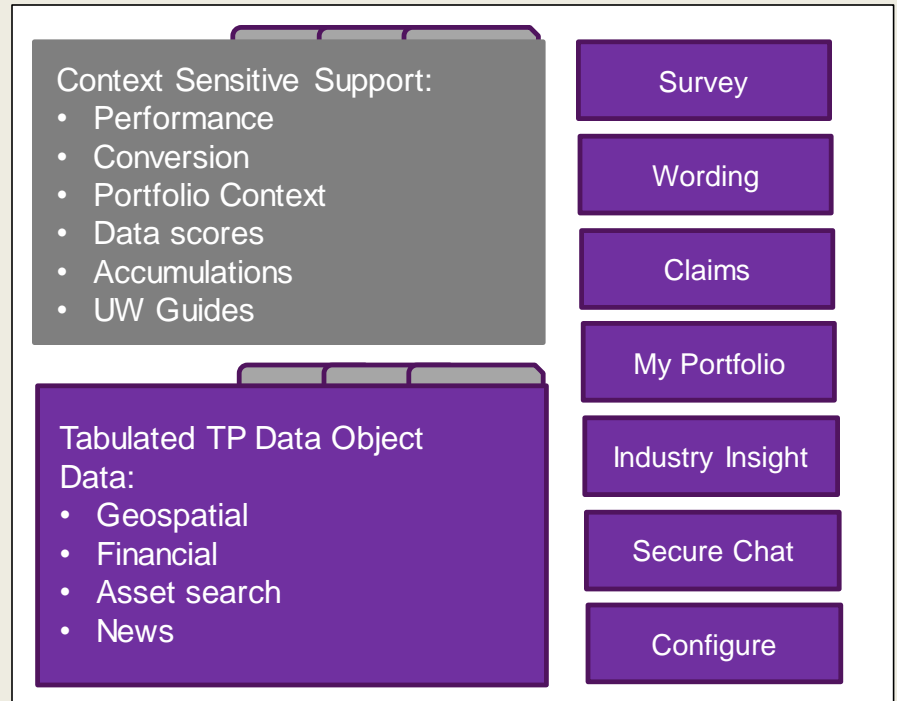 Context Sensitive Support:
• Performance
• Conversion
• Portfolio Context
• Data scores
• Accumulations
• UW Guides
Tabulated TP Data Object
Data:
• Geospatial
• Financial
• Asset search
• News
Survey
Wording
Claims
My Portfolio
Industry Insight
Secure Chat
Configure